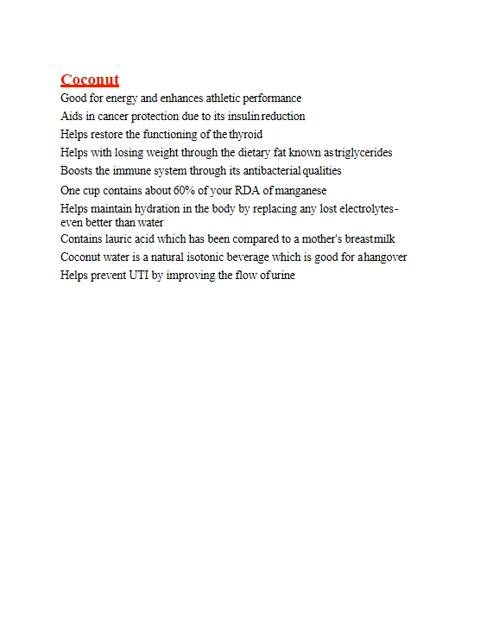 Coconut
Good for energy and enhances athletic performance
Aids in cancer protection due to its insulin reduction
Helps restore the functioning of the thyroid
Helps with losing weight through the dietary fat known as triglycerides
Boosts the immune system through its antibacterial qualities
One cup contains about 60% of your RDA of manganese
Helps maintain hydration in the body by replacing any lost electrolytes-
even better than water
Contains lauric acid which has been compared to a mother's breast milk
Coconut water is a natural isotonic beverage which is good for a hangover
Helps prevent UTI by improving the flow of urine